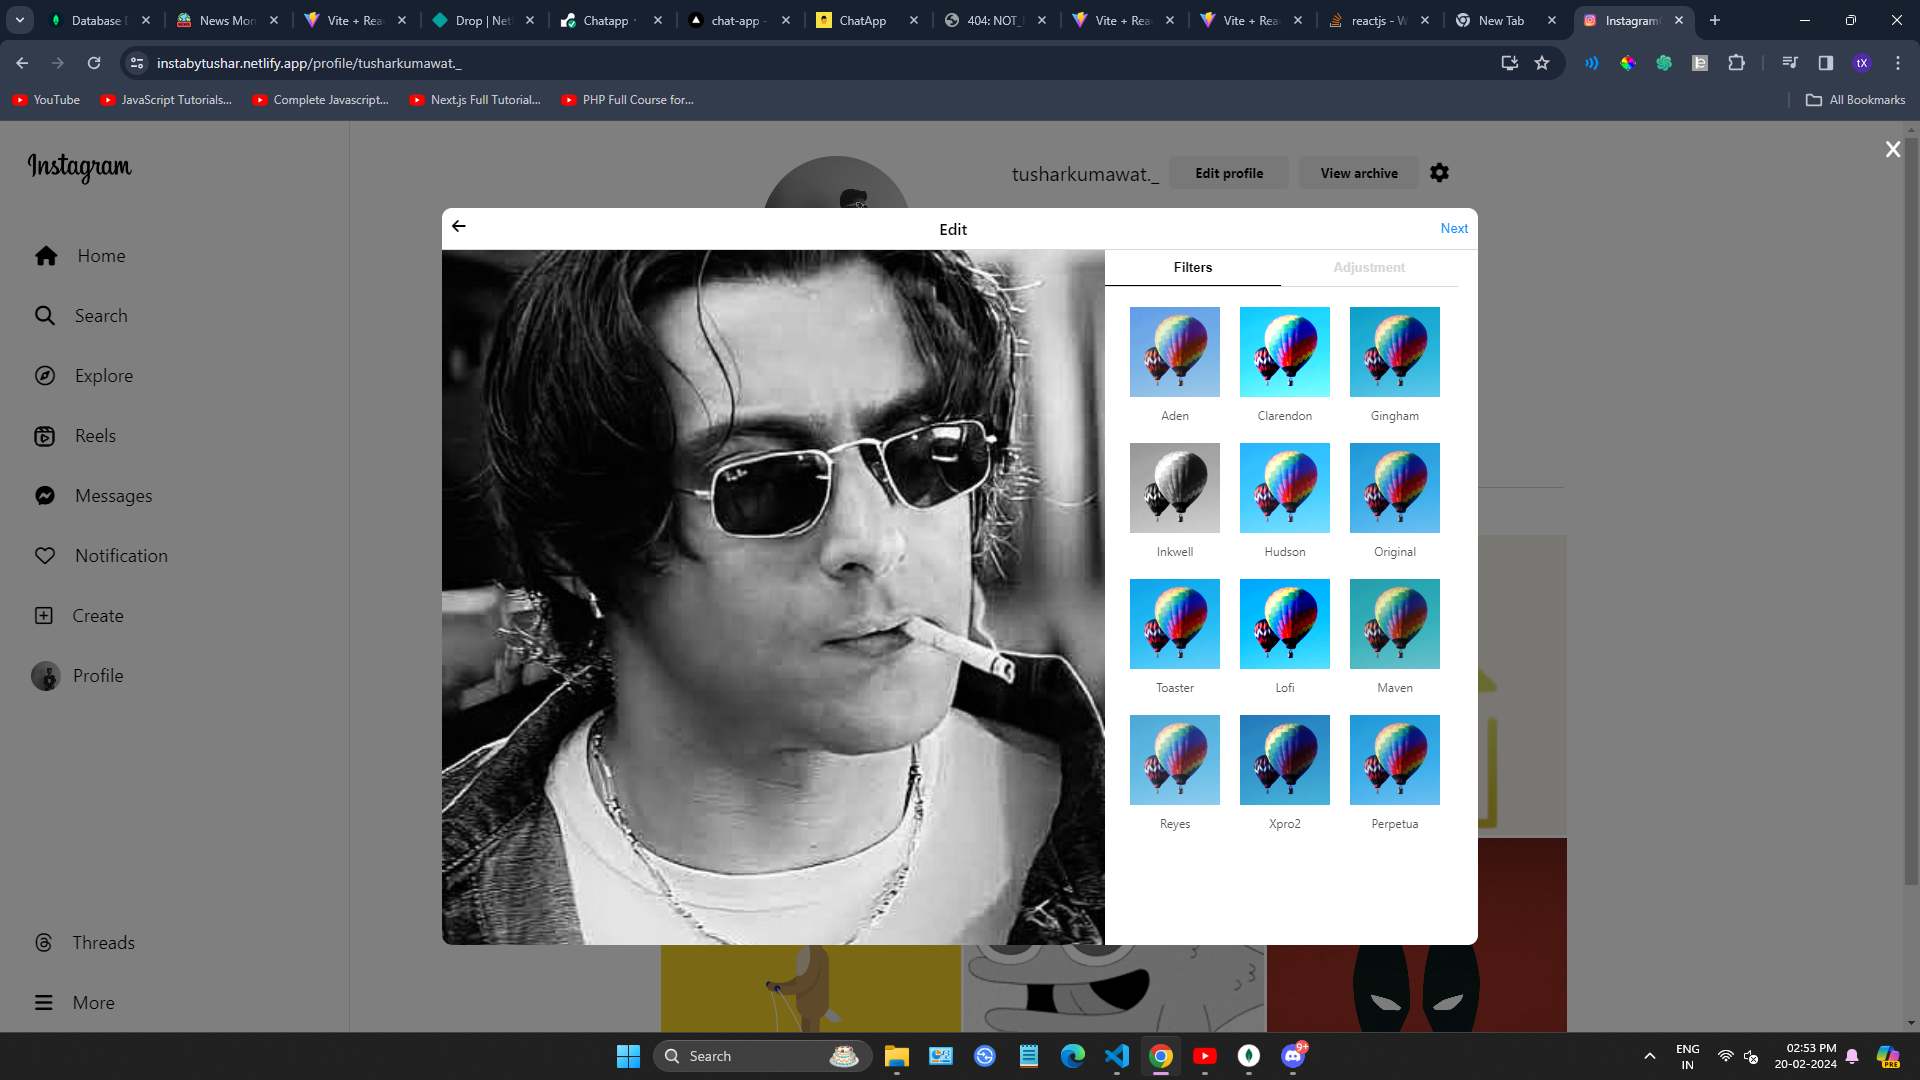 Database D
News Mon
Vite + Rea
Drop | Net
Chatapp
chat-app -
ChatApp
404: NOT_
Vite + Rea
Vite + Rea
reactjs - W
New Tab
Instagram
instabytushar.netlify.app/profile/tusharkumawat._
tX
YouTube
JavaScript Tutorials...
Complete Javascript...
Next.js Full Tutorial...
PHP Full Course for...
All Bookmarks
Instagram
Home
Search
Explore
Reels
Messages
Notification
Create
Profile
Threads
More
tusharkumawat._
Edit profile
View archive
X
Edit
Next
Filters
Adjustment
Aden
Clarendon
Gingham
Inkwell
Hudson
Original
Toaster
Lofi
Maven
Reyes
Xpro2
Perpetua
Search
9+
ENG
IN
02:53 PM
20-02-2024
PRE